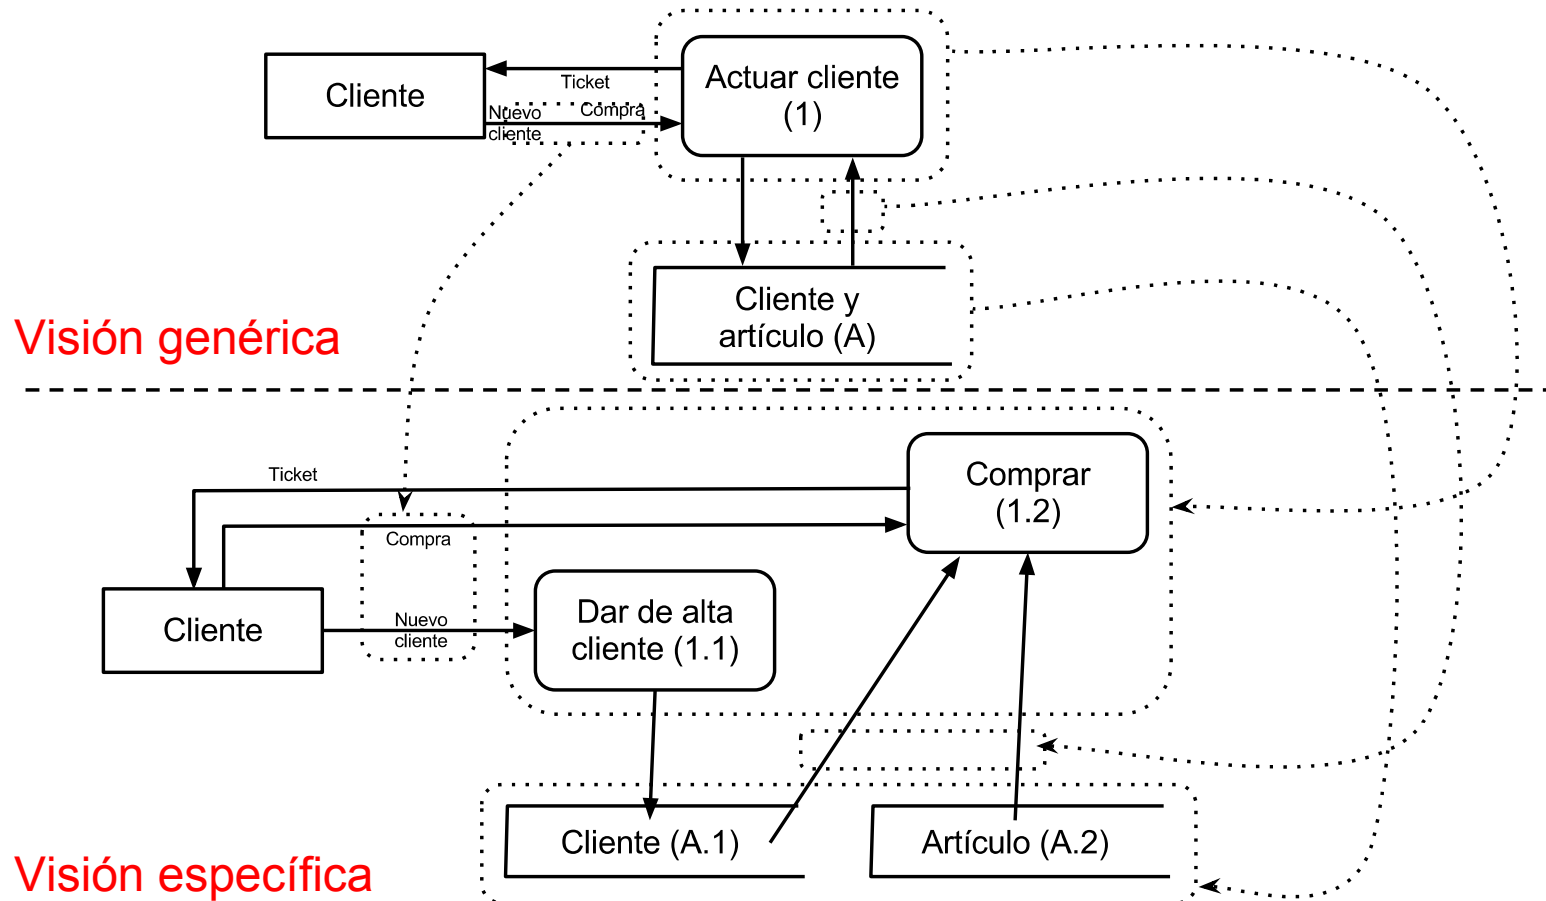 Cliente
Ticket
Nuevo
cliente
Compra
Actuar cliente
(1)
Cliente y
artículo (A)
Visión genérica
Ticket
Comprar
(1.2)
Compra
Cliente
Nuevo
cliente
Dar de alta
cliente (1.1)
Cliente (A.1)
Artículo (A.2)
Visión específica